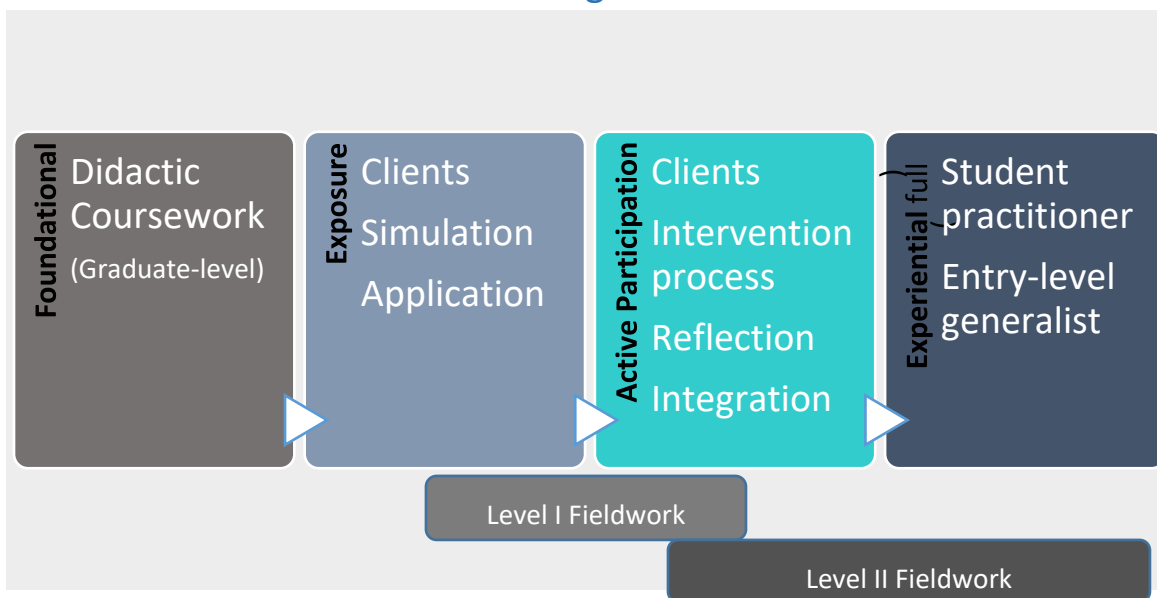 Foundational
Didactic
Coursework
(Graduate-level)
Exposure
Clients
Simulation
Application
Active Participation
Clients
Intervention
process
Reflection
Integration
Experiential full
Student
practitioner
Entry-level
generalist
Level I Fieldwork
Level II Fieldwork